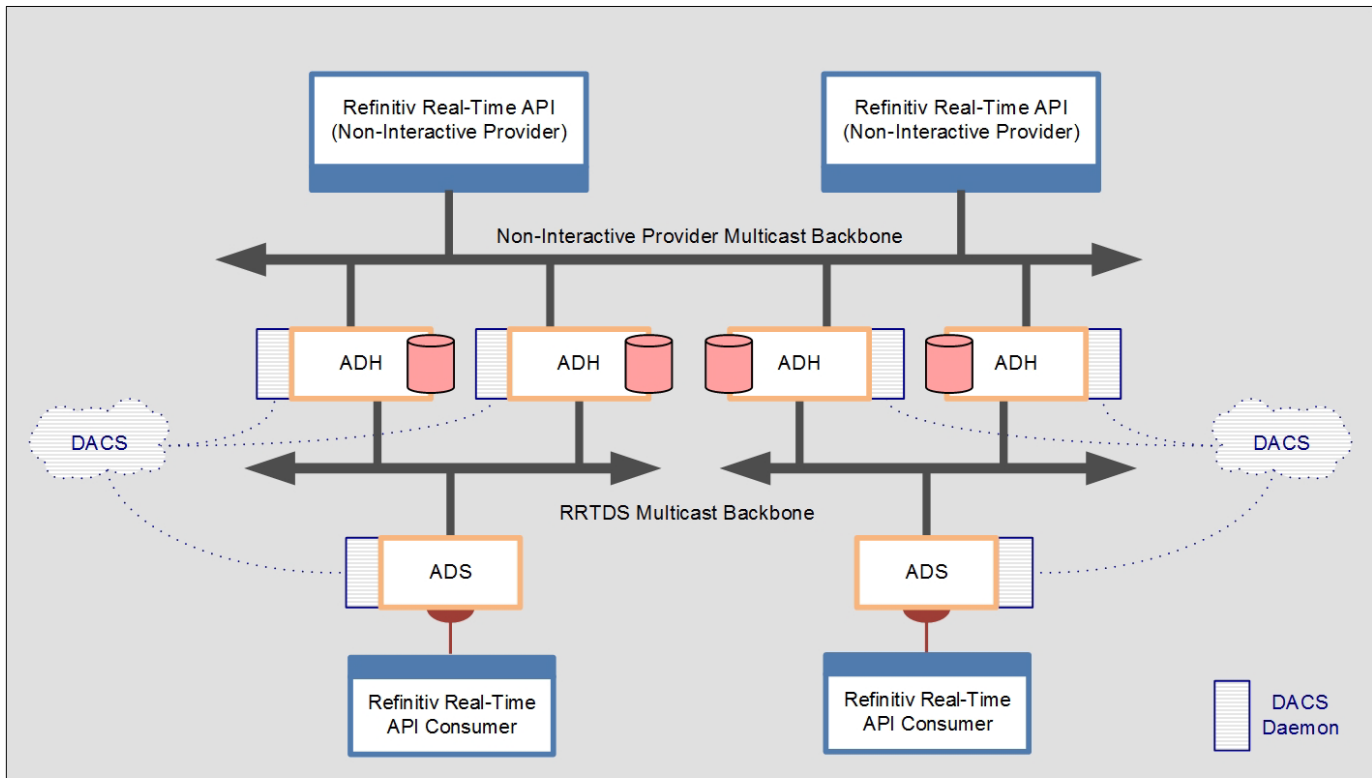 Refinitiv Real-Time API
(Non-Interactive Provider)
Refinitiv Real-Time API
(Non-Interactive Provider)
Non-Interactive Provider Multicast Backbone
ADH
ADH
ADH
ADH
DACS
DACS
RRTDS Multicast Backbone
ADS
ADS
Refinitiv Real-Time
API Consumer
Refinitiv Real-Time
API Consumer
DACS
Daemon